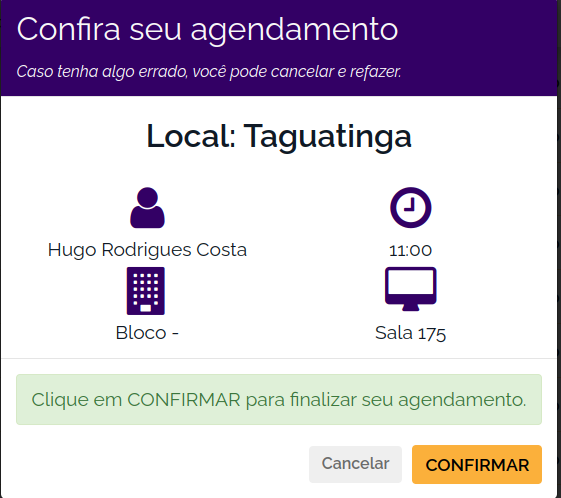 Confira seu agendamento
Caso tenha algo errado, você pode cancelar e refazer.
Local: Taguatinga
Hugo Rodrigues Costa
11:00
Bloco -
Sala 175
Clique em CONFIRMAR para finalizar seu agendamento.
Cancelar
CONFIRMAR